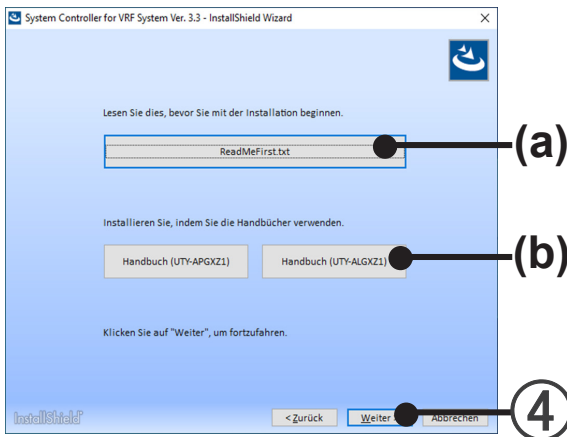 System Controller for VRF System Ver. 3.3 - InstallShield Wizard
Lesen Sie dies, bevor Sie mit der Installation beginnen.
ReadMeFirst.txt
(a)
Installieren Sie, indem Sie die Handbücher verwenden.
Handbuch (UTY-APGXZ1)
Handbuch (UTY-ALGXZ1)
(b)
Klicken Sie auf "Weiter", um fortzufahren.
InstallShield
< Zurück
Weiter
Abbrechen
4